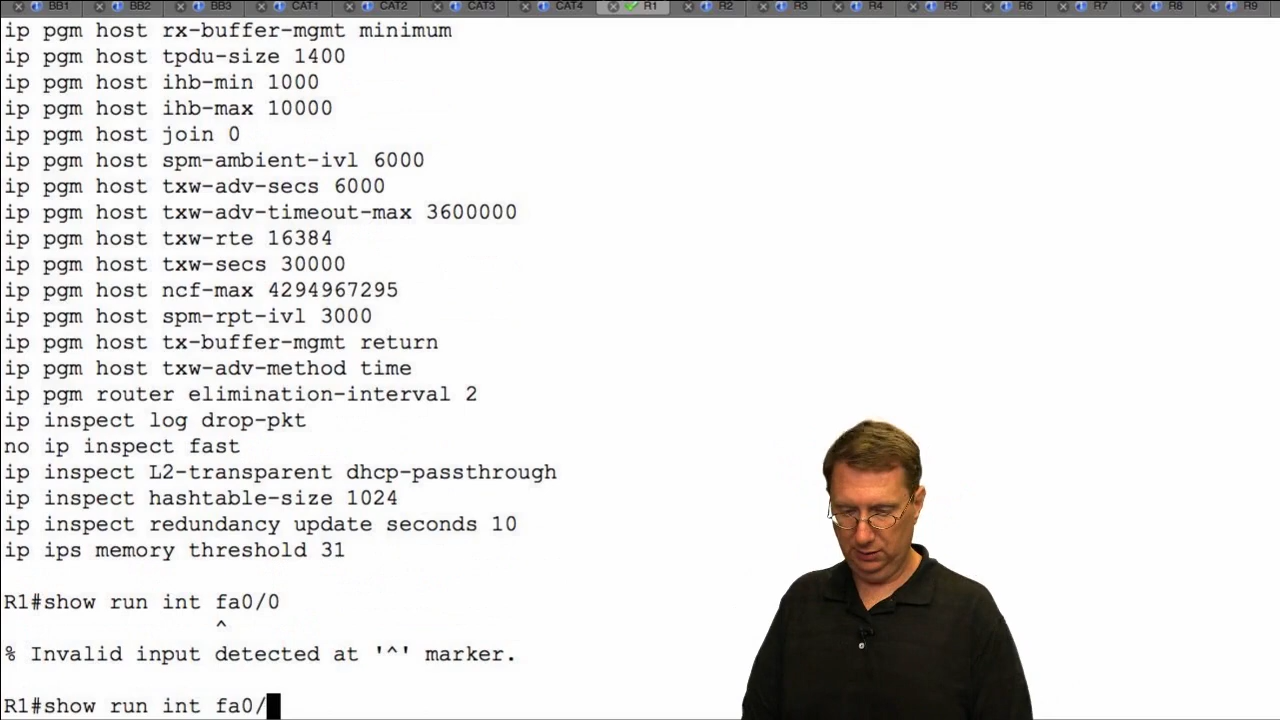 BB1 BB2 BB3 CAT1 CAT2 CAT3 CAT4 R1 R2 R3 R4 R5 R6 R7 R8 R9
ip pgm host rx-buffer-mgmt minimum
ip pgm host tpdu-size 1400
ip pgm host ihb-min 1000
ip pgm host ihb-max 10000
ip pgm host join 0
ip pgm host spm-ambient-ivl 6000
ip pgm host txw-adv-secs 6000
ip pgm host txw-adv-timeout-max 3600000
ip pgm host txw-rte 16384
ip pgm host txw-secs 30000
ip pgm host ncf-max 4294967295
ip pgm host spm-rpt-ivl 3000
ip pgm host tx-buffer-mgmt return
ip pgm host txw-adv-method time
ip pgm router elimination-interval 2
ip inspect log drop-pkt
no ip inspect fast
ip inspect L2-transparent dhcp-passthrough
ip inspect hashtable-size 1024
ip inspect redundancy update seconds 10
ip ips memory threshold 31
R1#show run int fa0/0
^
% Invalid input detected at '^' marker.
R1#show run int fa0/